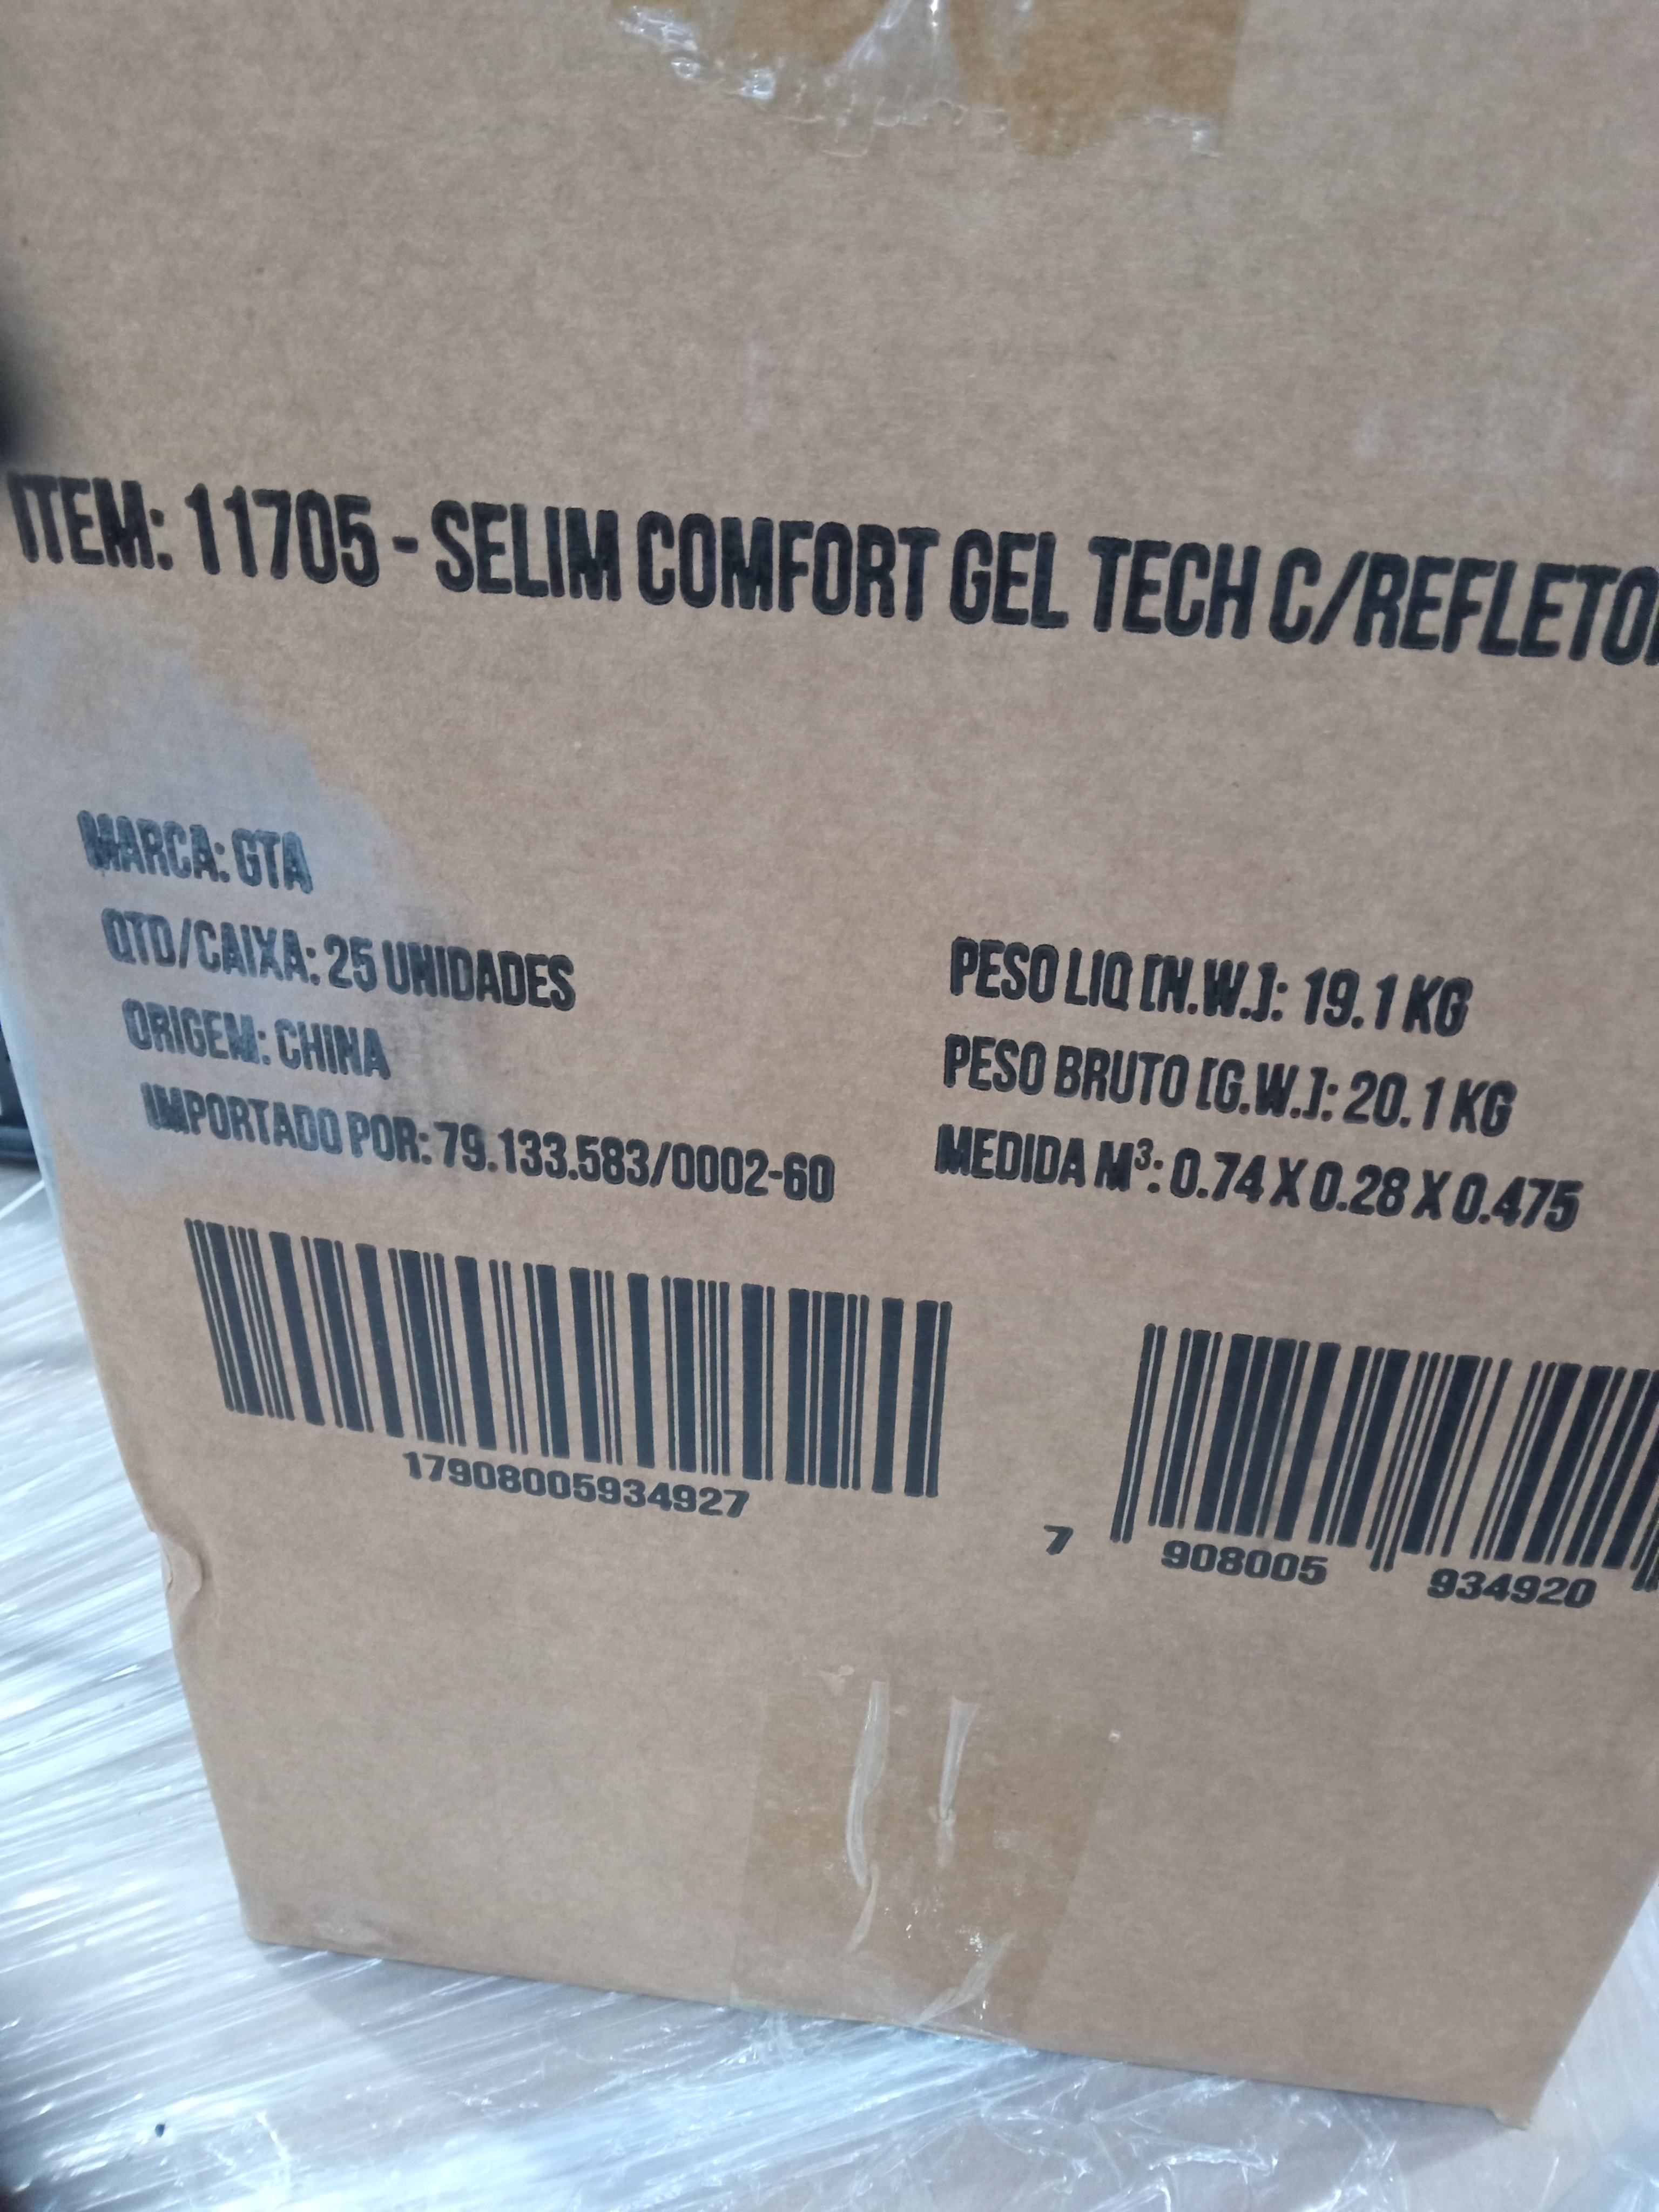 ITEM: 11705 - SELIM COMFORT GEL TECH C/REFLETO
MARCA: GTA
QTD/CAIXA: 25 UNIDADES
ORIGEM: CHINA
IMPORTADO POR: 79.133.583/0002-60
PESO LIQ [N.W.]: 19.1 KG
PESO BRUTO [G.W.]: 20.1 KG
MEDIDA M³: 0.74 X 0.28 X 0.475
17908005934927
7 908005 934920